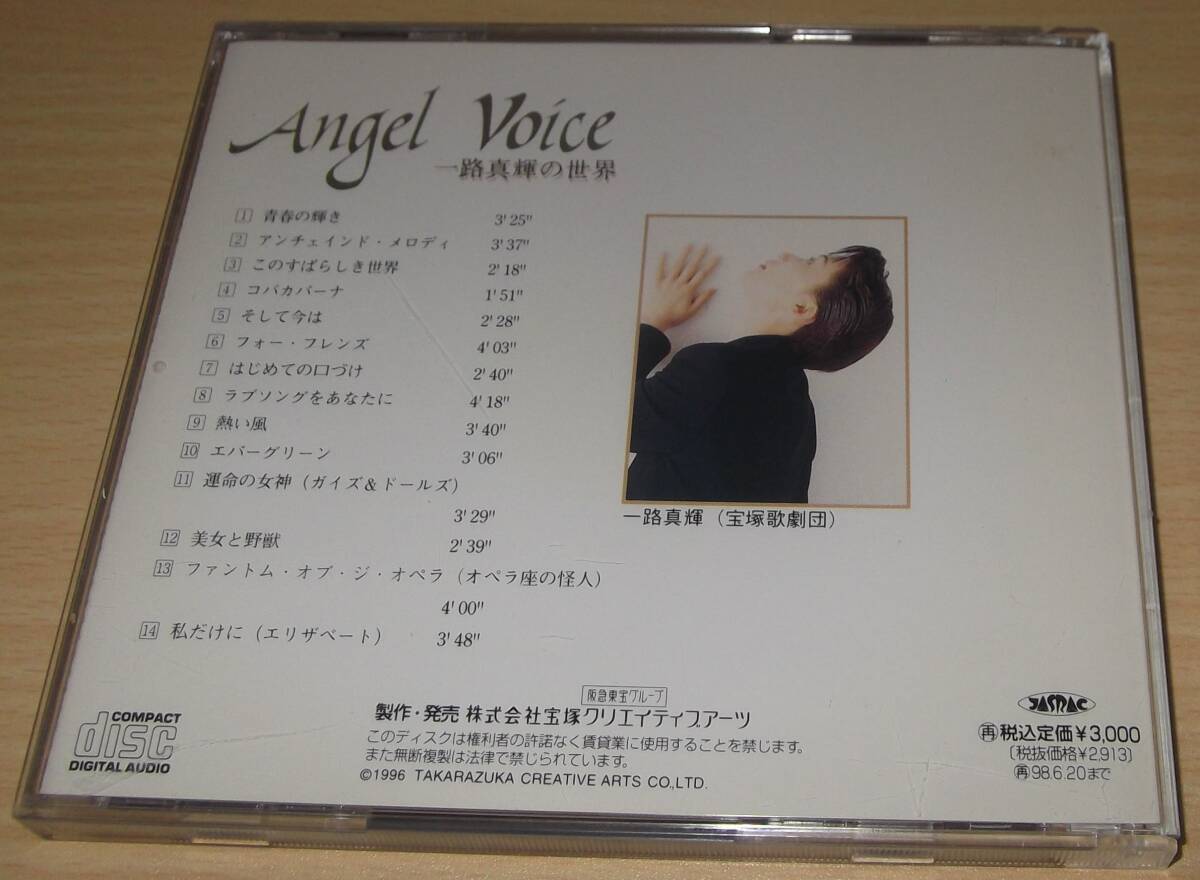 Angel Voice
一路真輝の世界
1 青春の輝き 3'25"
2 アンチェインド・メロディ 3'37"
3 このすばらしき世界 2'18"
4 コパカバーナ 1'51"
5 そして今は 2'28"
6 フォー・フレンズ 4'03"
7 はじめての口づけ 2'40"
8 ラブソングをあなたに 4'18"
9 熱い風 3'40"
10 エバーグリーン 3'06"
11 運命の女神（ガイズ&ドールズ）
3'29"
12 美女と野獣 2'39"
13 ファントム・オブ・ジ・オペラ（オペラ座の怪人）
4'00"
14 私だけに（エリザベート） 3'48"
一路真輝（宝塚歌劇団）
COMPACT
disc
DIGITAL AUDIO
阪急東宝グループ
製作・発売 株式会社宝塚クリエイティブアーツ
このディスクは権利者の許諾なく賃貸業に使用することを禁じます。
また無断複製は法律で禁じられています。
©1996 TAKARAZUKA CREATIVE ARTS CO.,LTD.
JASRAC
再税込定価¥3,000
〔税抜価格¥2,913〕
再98.6.20まで